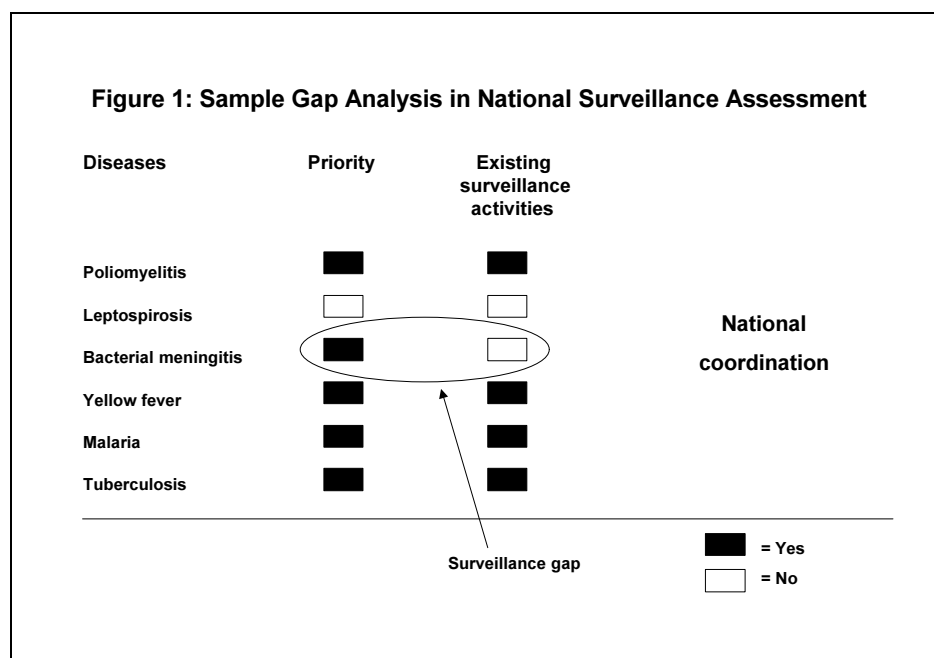 Figure 1: Sample Gap Analysis in National Surveillance Assessment
Diseases
Priority
Existing
surveillance
activities
Poliomyelitis
Leptospirosis
Bacterial meningitis
Yellow fever
Malaria
Tuberculosis
National
coordination
Surveillance gap
= Yes
= No